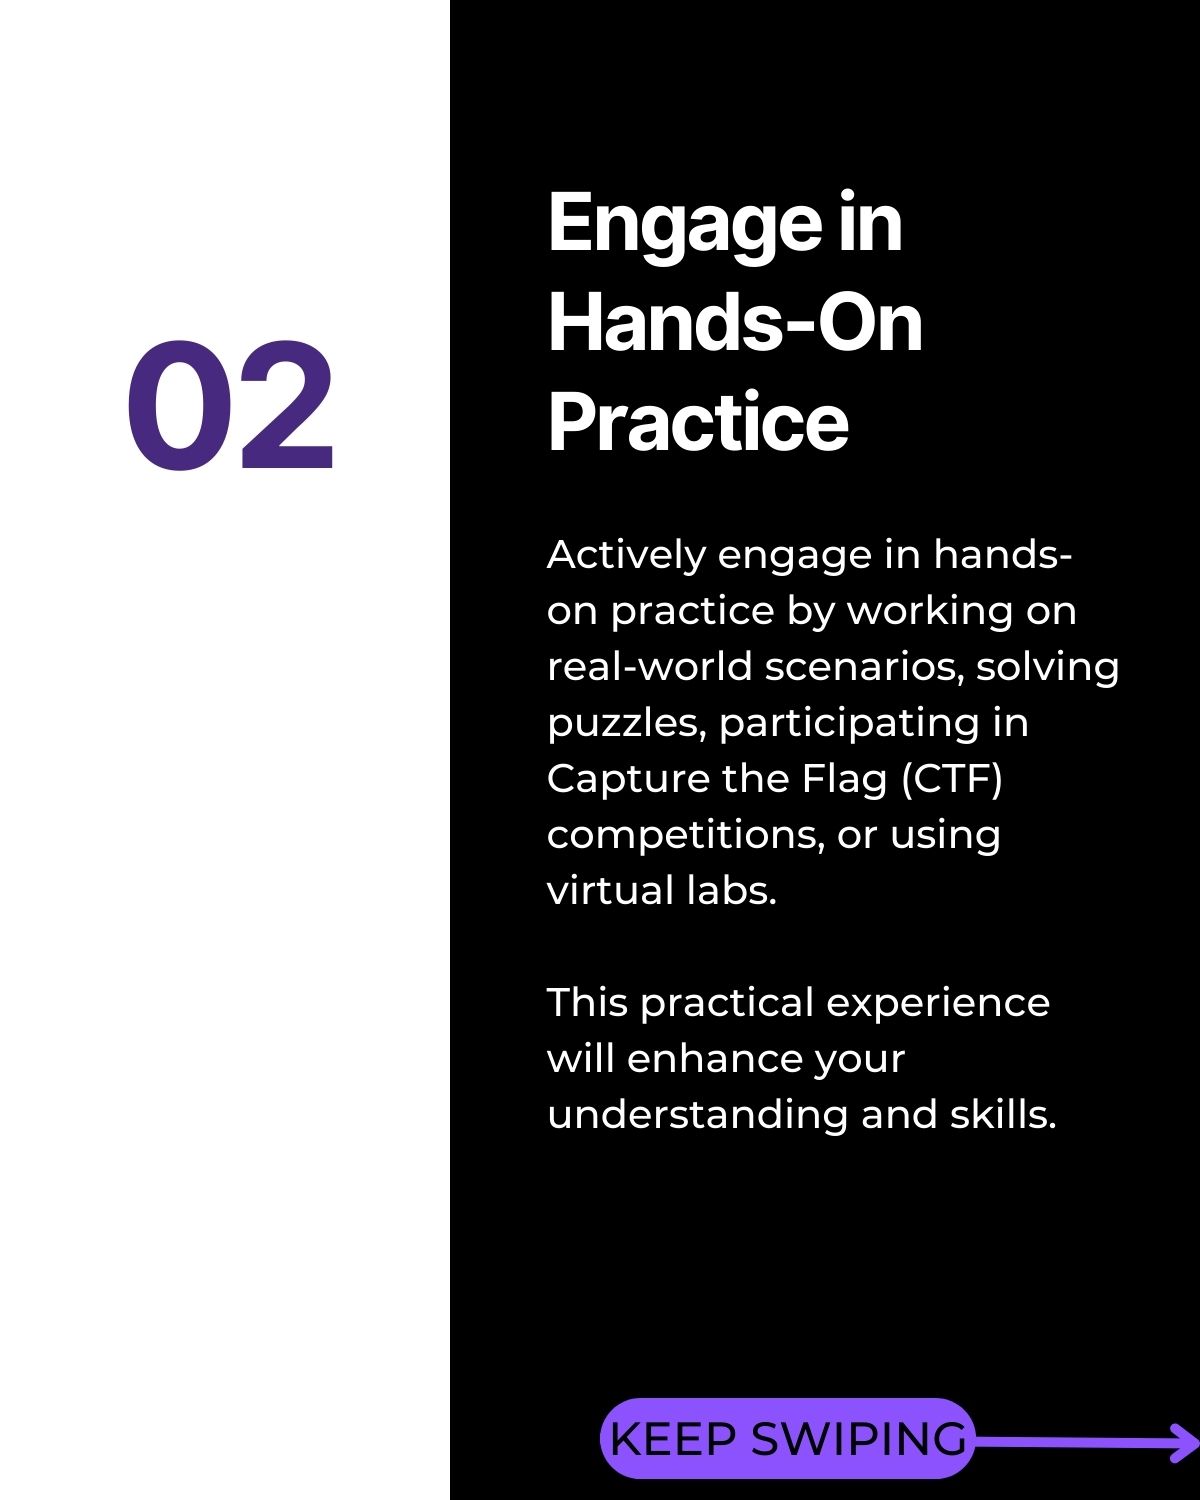 02
Engage in
Hands-On
Practice
Actively engage in hands-
on practice by working on
real-world scenarios, solving
puzzles, participating in
Capture the Flag (CTF)
competitions, or using
virtual labs.
This practical experience
will enhance your
understanding and skills.
KEEP SWIPING